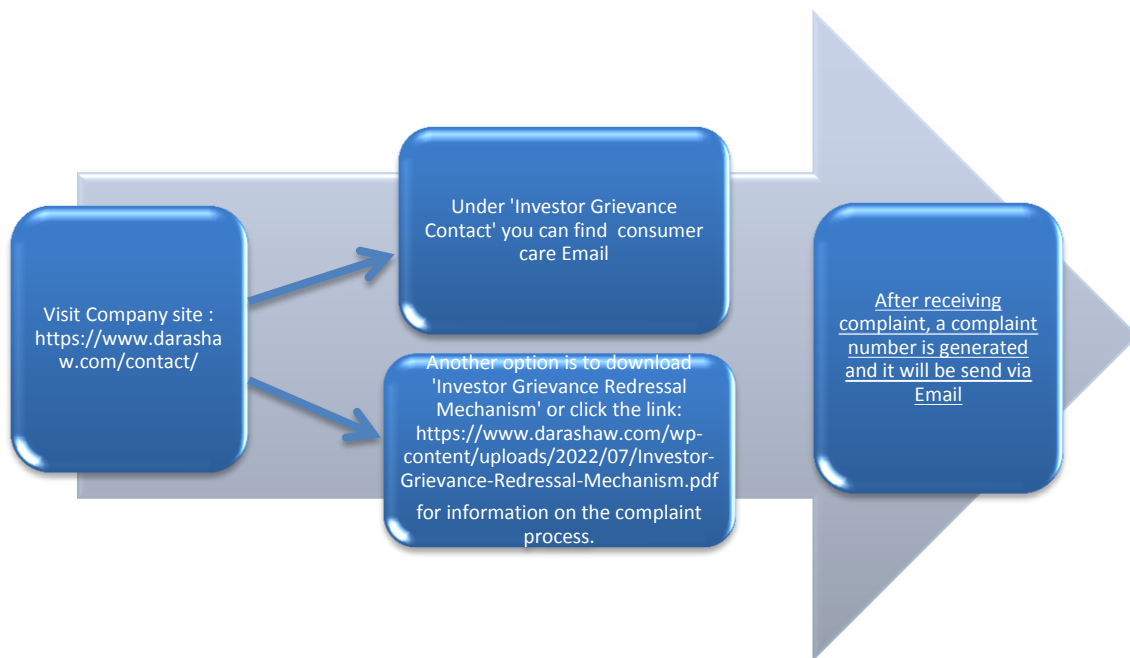 Visit Company site :
https://www.darasha
w.com/contact/
Under 'Investor Grievance
Contact' you can find  consumer
care Email
Another option is to download
'Investor Grievance Redressal
Mechanism' or click the link:
https://www.darashaw.com/wp-
content/uploads/2022/07/Investor-
Grievance-Redressal-Mechanism.pdf
for information on the complaint
process.
After receiving
complaint, a complaint
number is generated
and it will be send via
Email